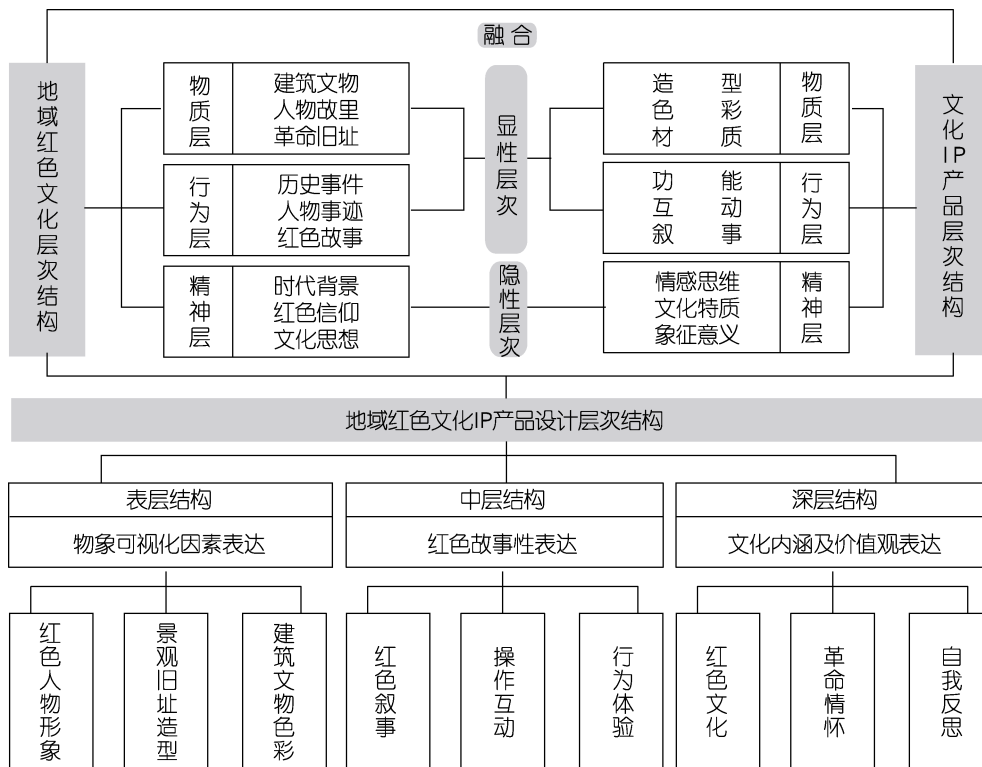 融合
地域红色文化层次结构
物质层
建筑文物
人物故里
革命旧址
行为层
历史事件
人物事迹
红色故事
精神层
时代背景
红色信仰
文化思想
显性层次
隐性层次
造型
色彩
材质
物质层
功能
互动
叙事
行为层
情感思维
文化特质
象征意义
精神层
文化IP产品层次结构
地域红色文化IP产品设计层次结构
表层结构
物象可视化因素表达
红色人物形象
景观旧址造型
建筑文物色彩
中层结构
红色故事性表达
红色叙事
操作互动
行为体验
深层结构
文化内涵及价值观表达
红色文化
革命情怀
自我反思